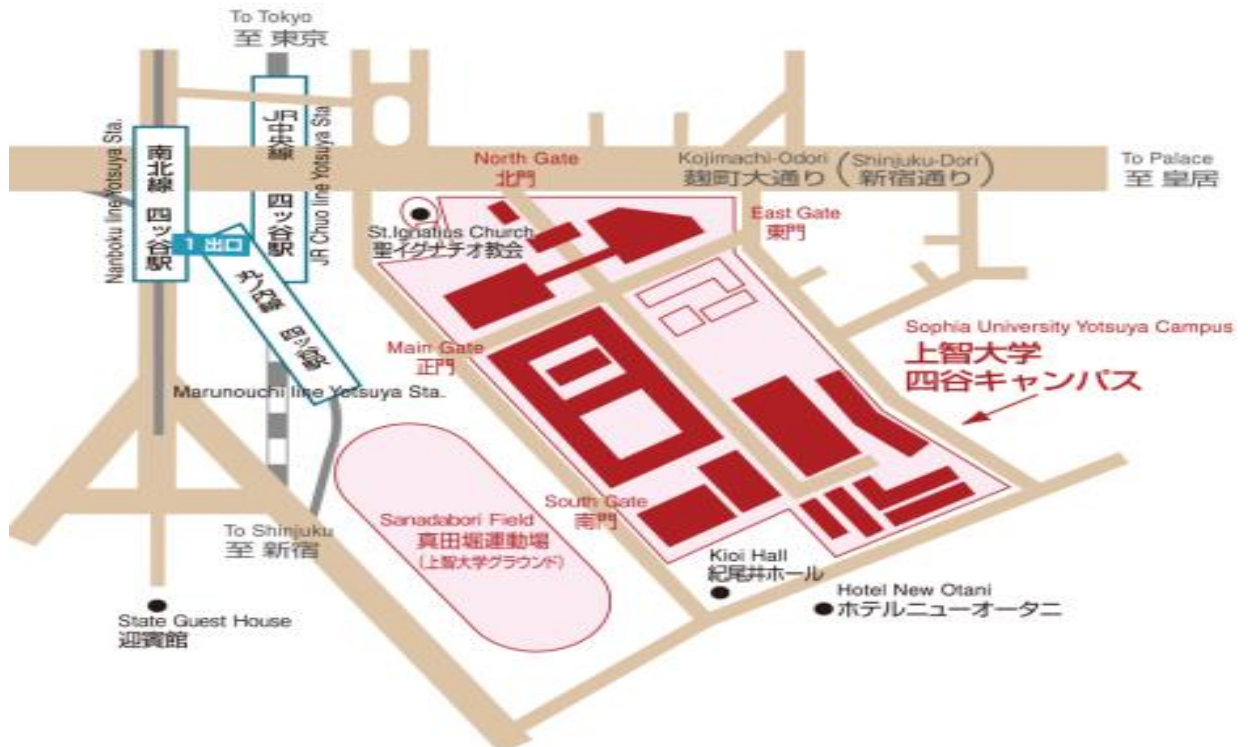 To Tokyo
至 東京
Nanboku line Yotsuya Sta.
南北線 四ッ谷駅
JR中央線 四ッ谷駅
JR Chuo line Yotsuya Sta
1 出口
丸ノ内線 四ッ谷駅
Marunouchi line Yotsuya Sta.
North Gate
北門
Kojimachi-Odori (Shinjuku-Dori)
麹町大通り(新宿通り)
To Palace
至 皇居
St.Ignatius Church
聖イグナチオ教会
East Gate
東門
Main Gate
正門
Sophia University Yotsuya Campus
上智大学
四谷キャンパス
South Gate
南門
Sanadabori Field
真田堀運動場
(上智大学グラウンド)
To Shinjuku
至 新宿
Kioi Hall
紀尾井ホール
Hotel New Otani
ホテルニューオータニ
State Guest House
迎賓館